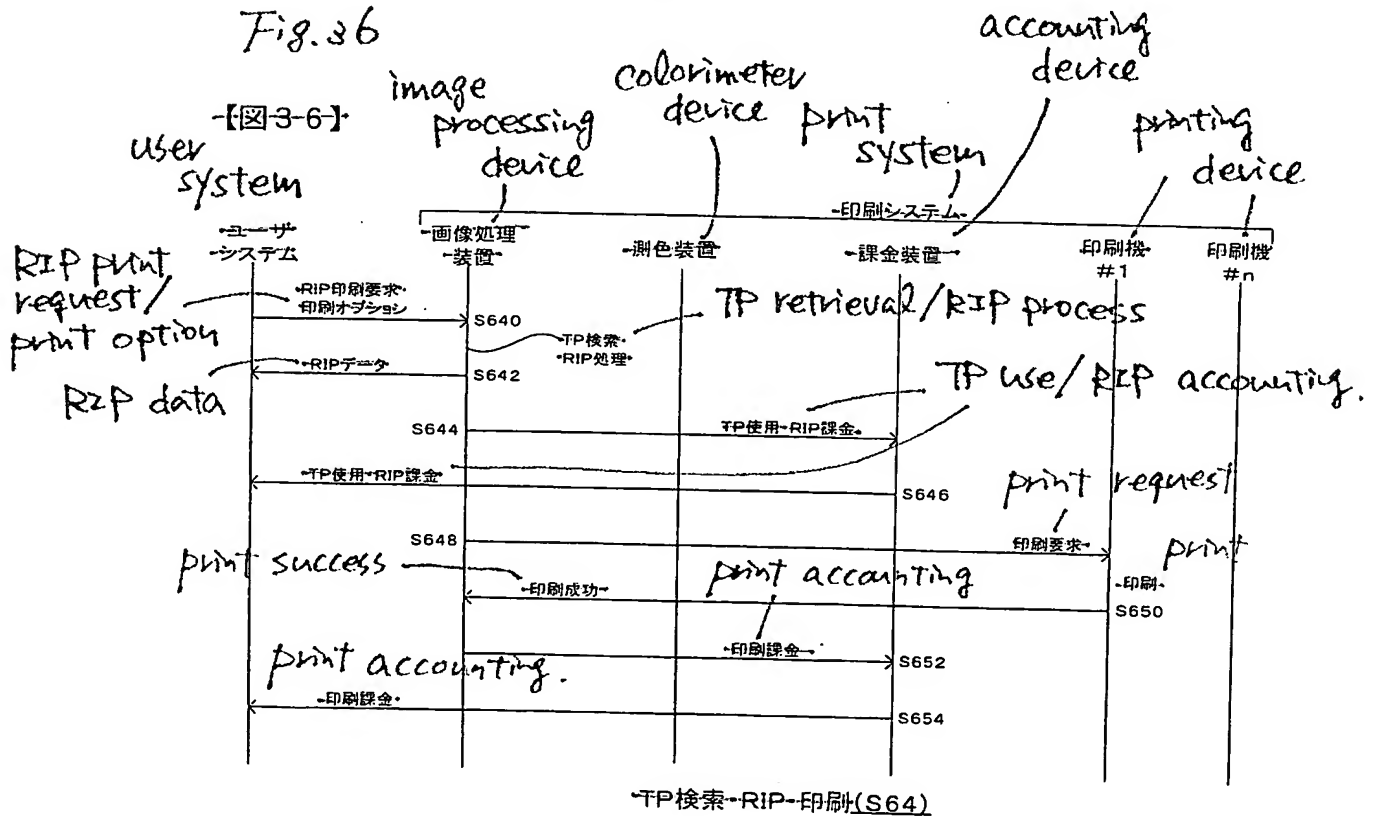 Fig.36
【図36】
user
system
image
processing
device
colorimeter
device
print
system
accounting
device
printing
device
印刷システム
ユーザ
システム
画像処理
装置
測色装置
課金装置
印刷機
#1
印刷機
#n
RIP print
request/
print option
RIP印刷要求
印刷オプション
S640
TP retrieval/RIP process
TP検索
RIP処理
RIP data
RIPデータ
S642
TP use/RIP accounting.
S644
TP使用・RIP課金
TP使用・RIP課金
S646
print request
S648
印刷要求
print
print success
印刷成功
印刷
S650
print accounting
印刷課金
S652
print accounting.
印刷課金
S654
TP検索・RIP・印刷(S64)